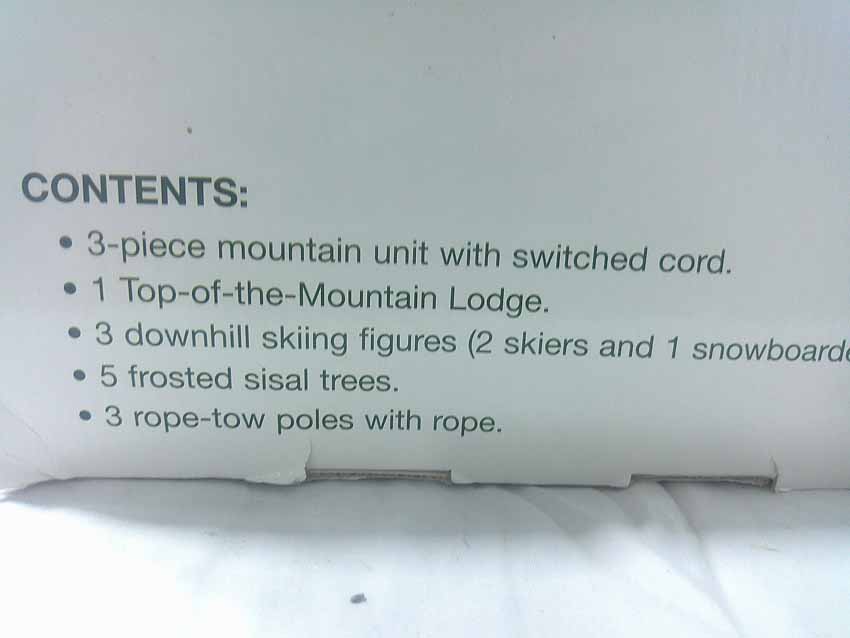 CONTENTS:
• 3-piece mountain unit with switched cord.
• 1 Top-of-the-Mountain Lodge.
• 3 downhill skiing figures (2 skiers and 1 snowboarde
• 5 frosted sisal trees.
• 3 rope-tow poles with rope.